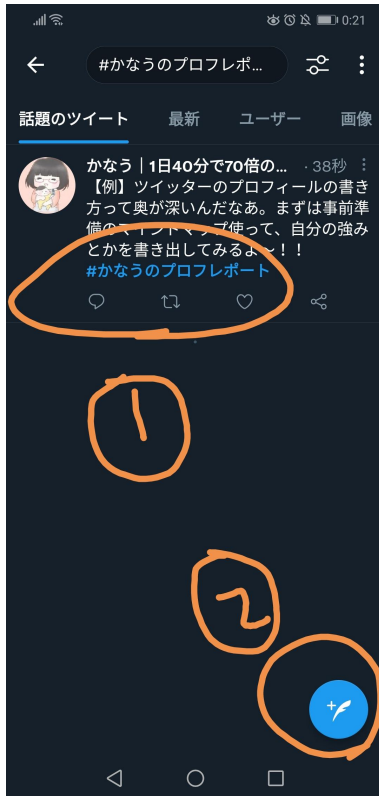 0:21
#かなうのプロフレポ...
話題のツイート 最新 ユーザー 画像
かなう｜1日40分で70倍の... ・38秒
【例】ツイッターのプロフィールの書き
方って奥が深いんだなあ。まずは事前準
備のマインドマップ使って、自分の強み
とかを書き出してみるよ〜！！
#かなうのプロフレポート
1
2